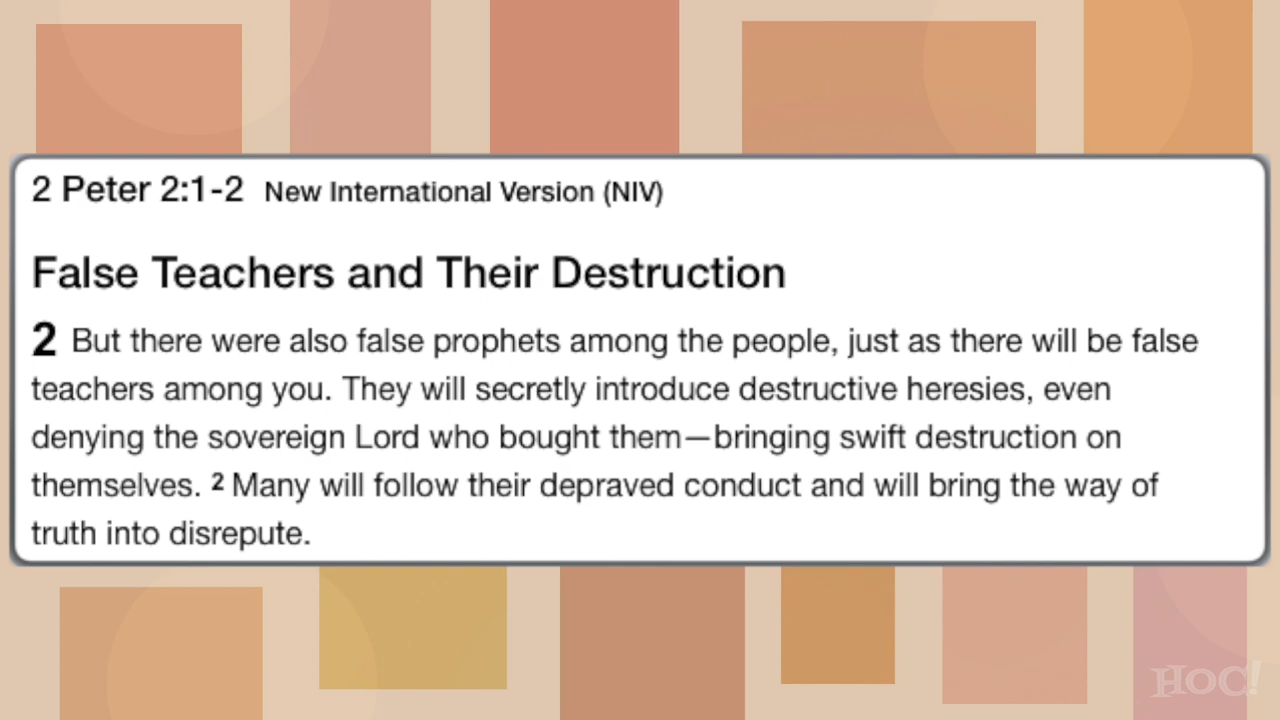 2 Peter 2:1-2 New International Version (NIV)
False Teachers and Their Destruction
2 But there were also false prophets among the people, just as there will be false
teachers among you. They will secretly introduce destructive heresies, even
denying the sovereign Lord who bought them—bringing swift destruction on
themselves. 2 Many will follow their depraved conduct and will bring the way of
truth into disrepute.
HOC!